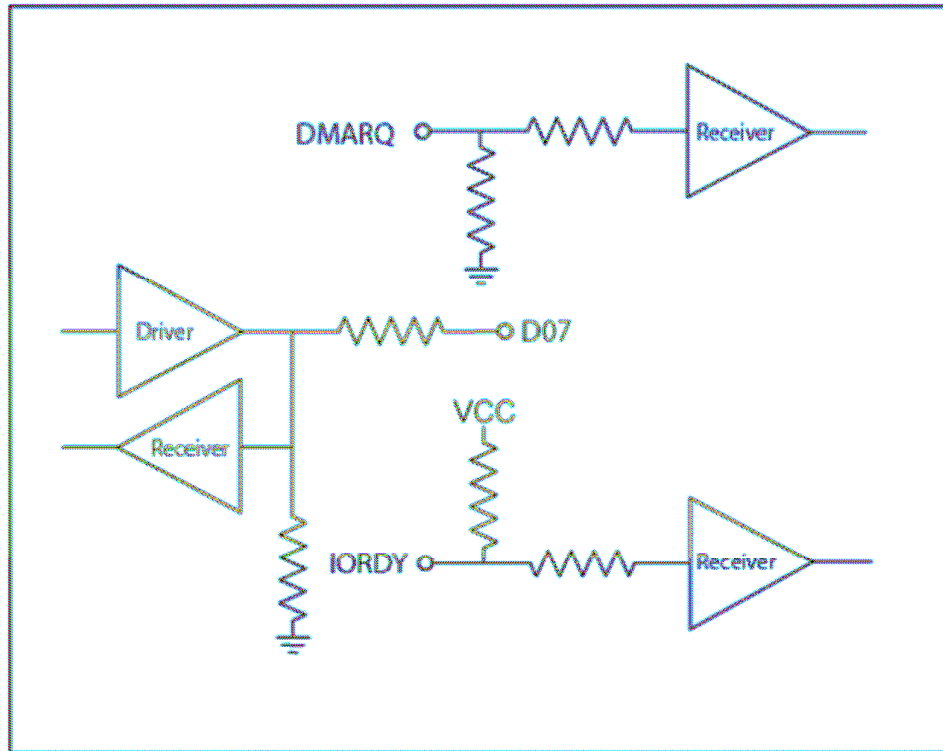 DMARQ
Receiver
Driver
D07
Receiver
VCC
IORDY
Receiver